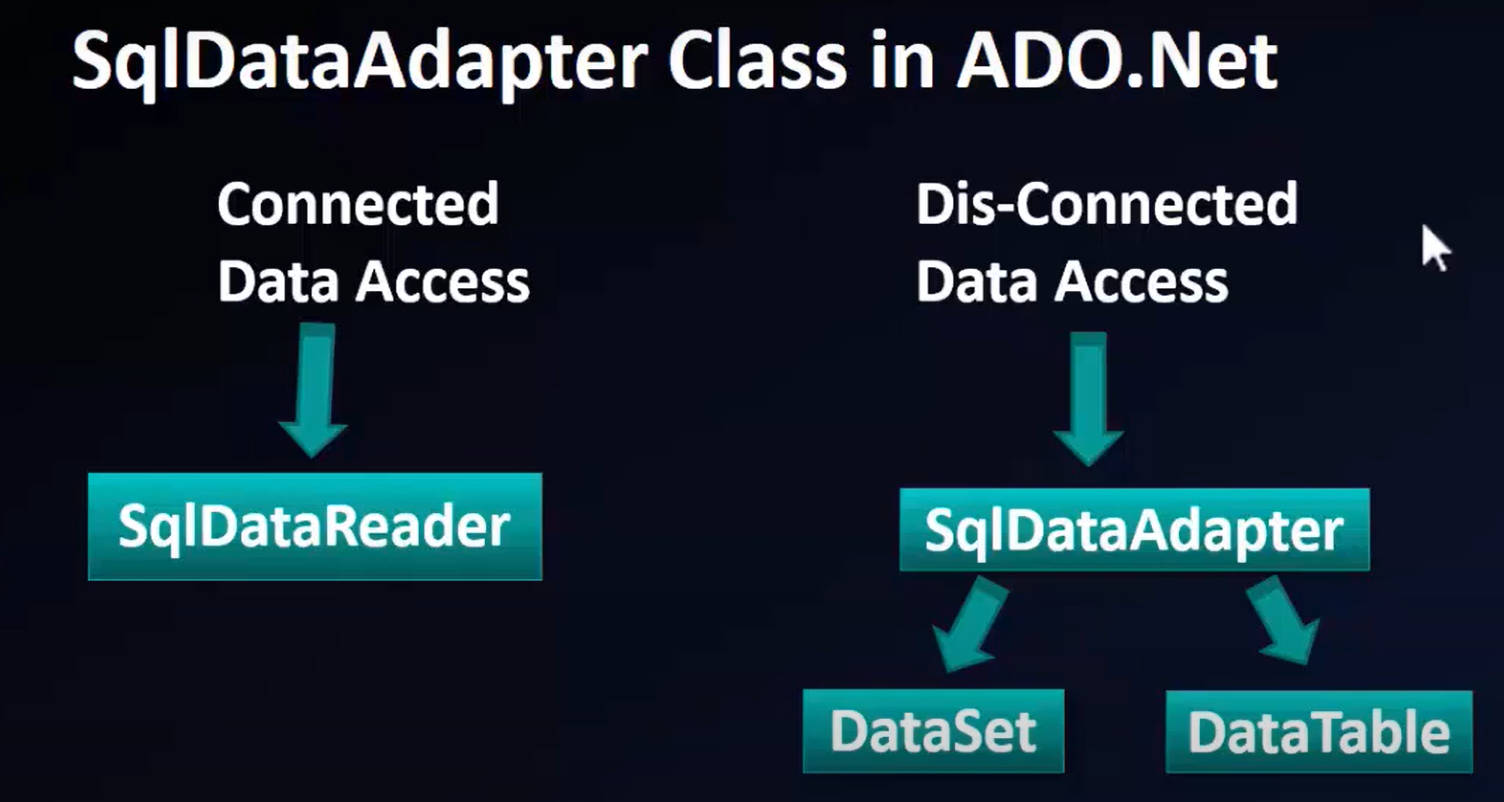 SqlDataAdapter Class in ADO.Net
Connected
Data Access
Dis-Connected
Data Access
SqlDataReader
SqlDataAdapter
DataSet
DataTable